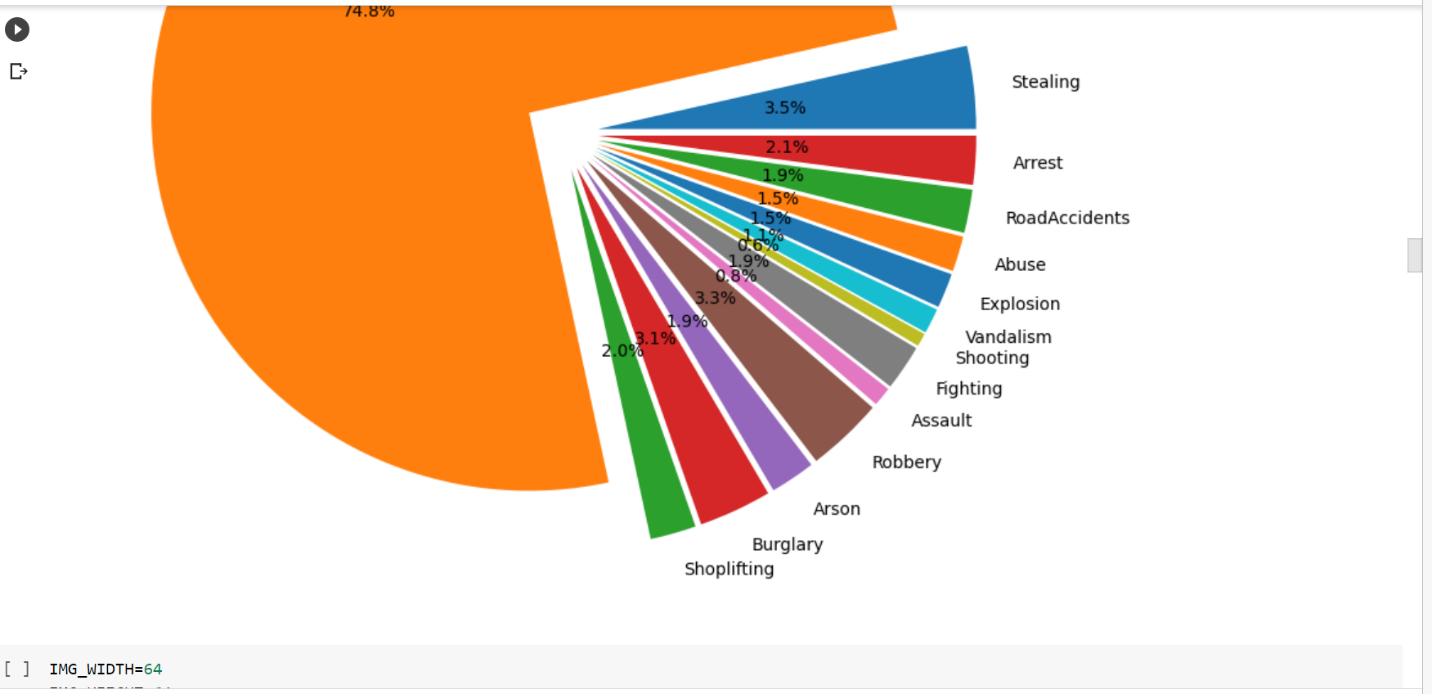 74.8%
Stealing
3.5%
2.1%
Arrest
1.9%
RoadAccidents
1.5%
Abuse
1.5%
Explosion
1.1%
Vandalism
0.6%
Shooting
1.9%
Fighting
0.8%
Assault
3.3%
Robbery
1.9%
Arson
3.1%
Burglary
2.0%
Shoplifting
[ ] IMG_WIDTH=64